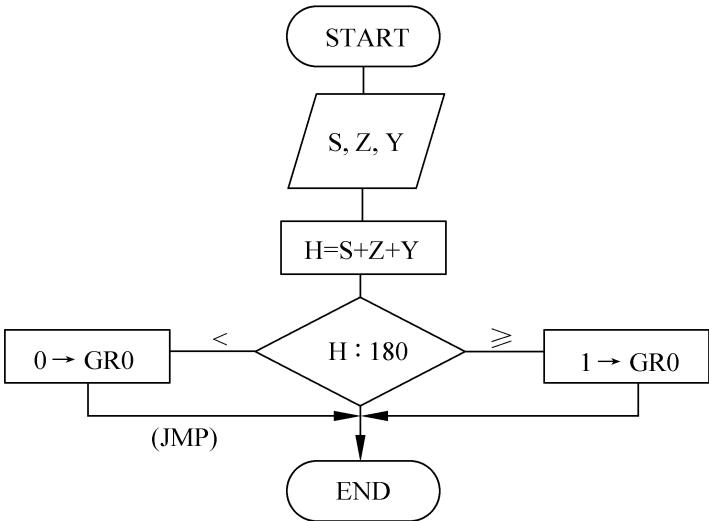 START
S, Z, Y
H=S+Z+Y
<
H : 180
≥
0→ GR0
1→ GR0
(JMP)
END